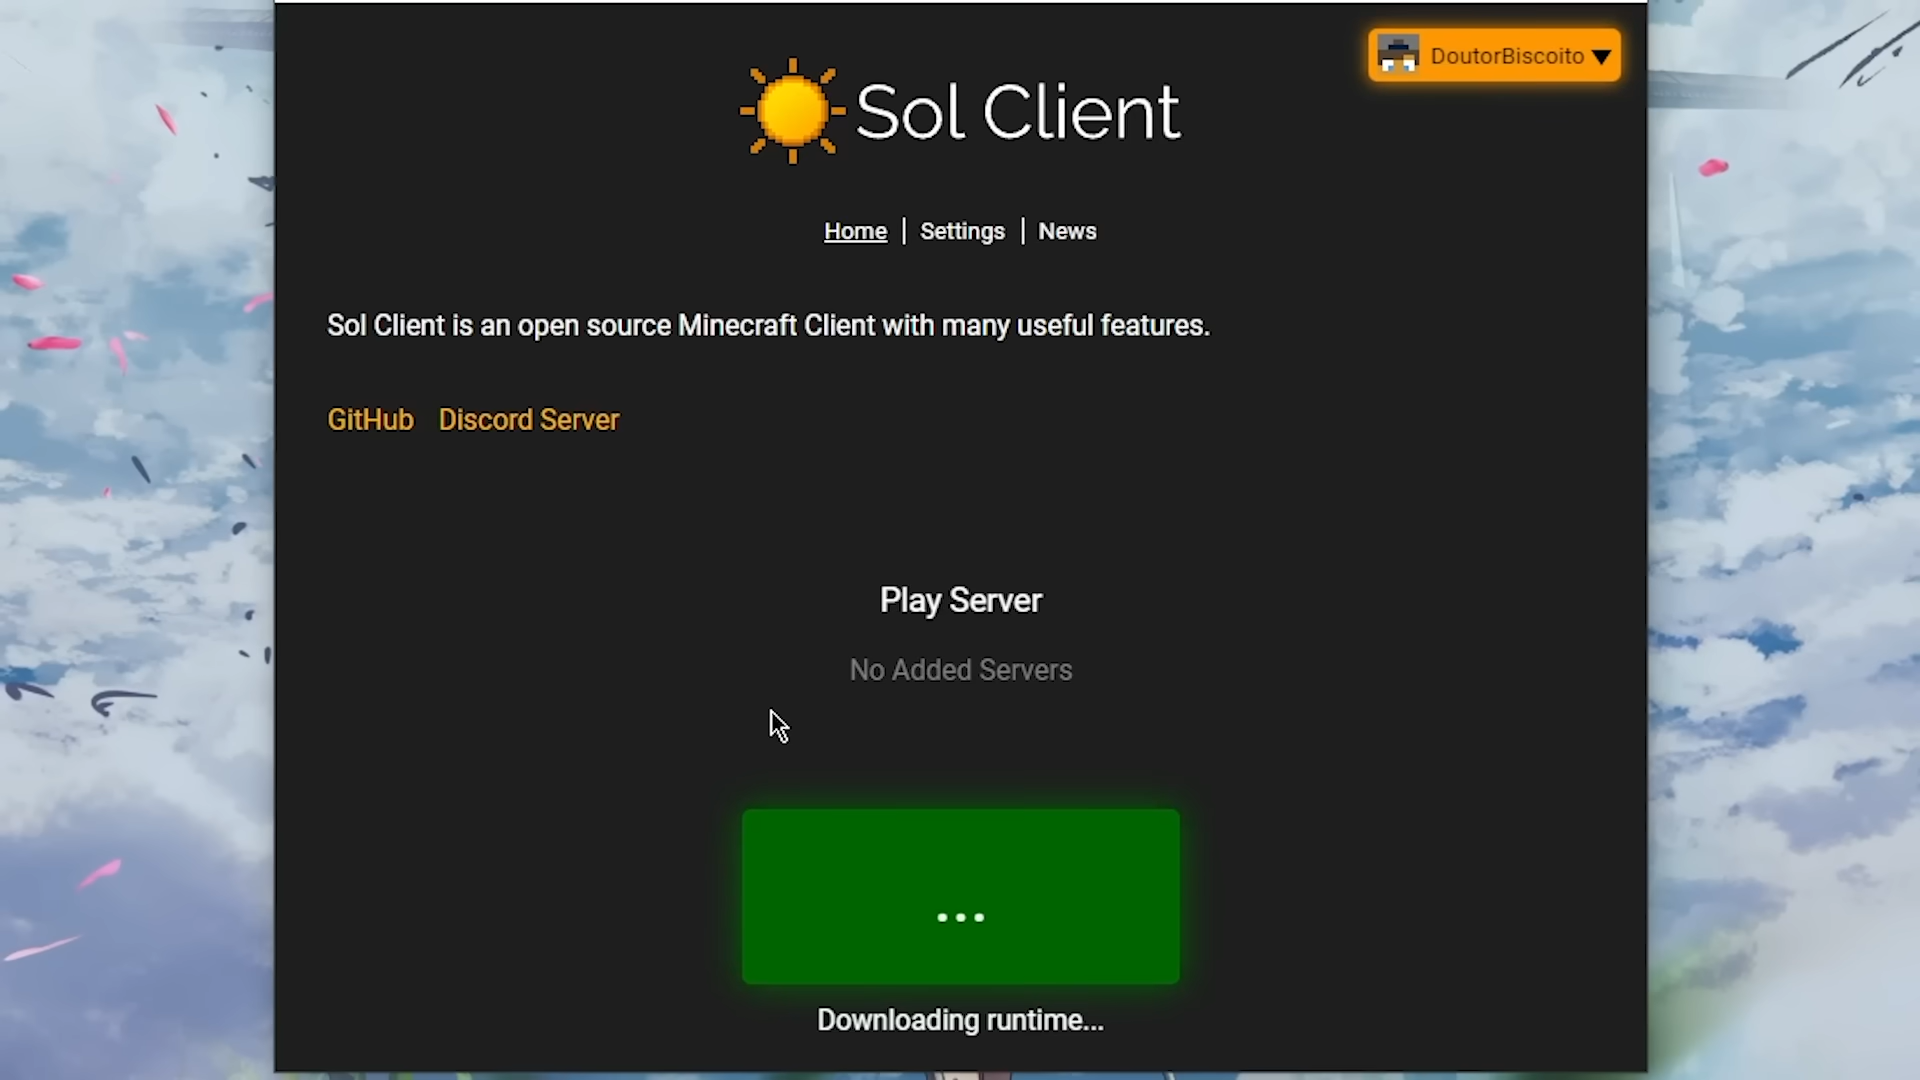 DoutorBiscoito
Sol Client
Home | Settings | News
Sol Client is an open source Minecraft Client with many useful features.
GitHub Discord Server
Play Server
No Added Servers
...
Downloading runtime...